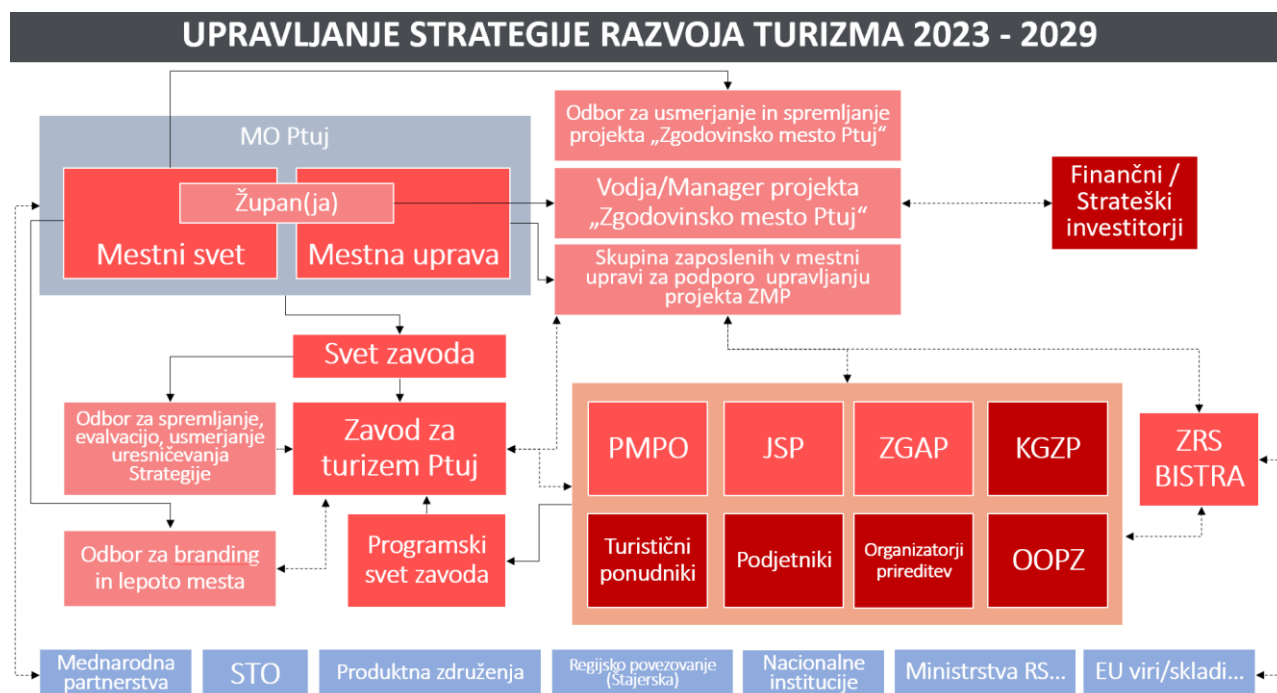 UPRAVLJANJE STRATEGIJE RAZVOJA TURIZMA 2023 - 2029
MO Ptuj
Župan(ja)
Mestni svet
Mestna uprava
Odbor za usmerjanje in spremljanje
projekta „Zgodovinsko mesto Ptuj“
Vodja/Manager projekta
„Zgodovinsko mesto Ptuj“
Skupina zaposlenih v mestni
upravi za podporo upravljanju
projekta ZMP
Finančni /
Strateški
investitorji
Svet zavoda
Odbor za spremljanje,
evalvacijo, usmerjanje
uresničevanja
Strategije
Zavod za
turizem Ptuj
Odbor za branding
in lepoto mesta
Programski
svet zavoda
PMPO
JSP
ZGAP
KGZP
Turistični
ponudniki
Podjetniki
Organizatorji
prireditev
OOPZ
ZRS
BISTRA
Mednarodna
partnerstva
STO
Produktna združenja
Regijsko povezovanje
(Štajerska)
Nacionalne
institucije
Ministrstva RS...
EU viri/skladi...